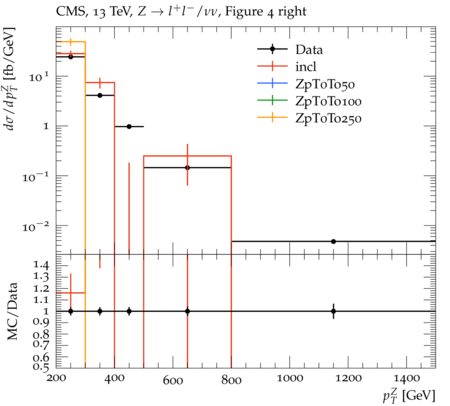 CMS, 13 TeV, Z → l⁺l⁻/νν, Figure 4 right
dσ/dp_T^Z [fb/GeV]
Data
incl
ZpToTo50
ZpToTo100
ZpToTo250
10¹
1
10⁻¹
10⁻²
MC/Data
1.4
1.3
1.2
1.1
1
0.9
0.8
0.7
0.6
0.5
200 400 600 800 1000 1200 1400
p_T^Z [GeV]